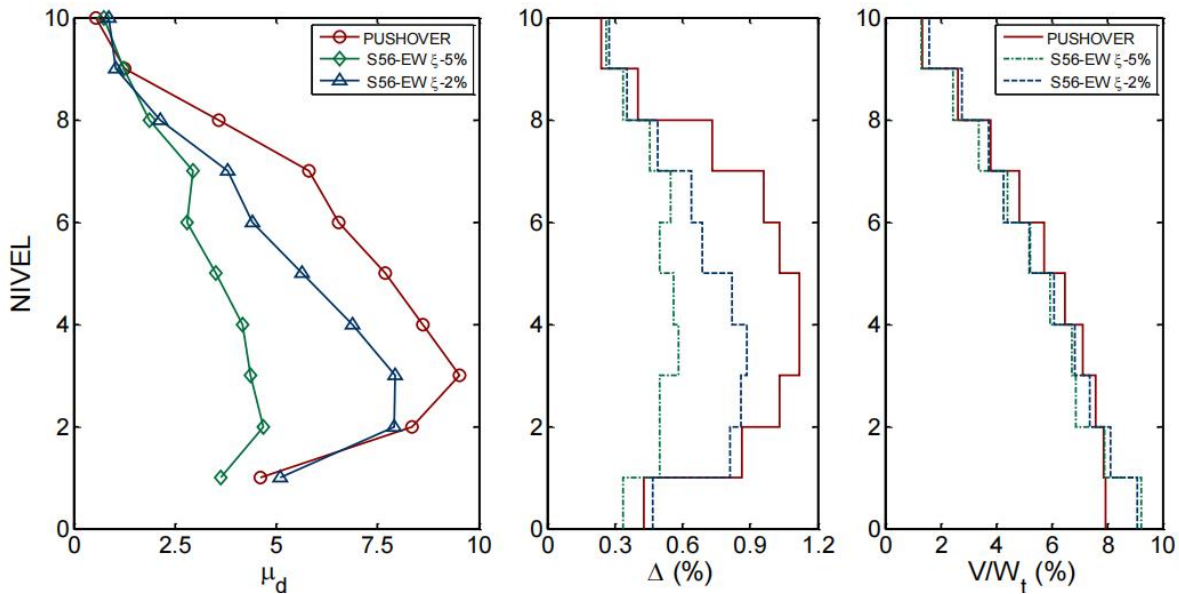 NIVEL
10
8
6
4
2
0
PUSHOVER
S56-EW ξ-5%
S56-EW ξ-2%
0 2.5 5 7.5 10
μd
10
8
6
4
2
0
0.3 0.6 0.9 1.2
Δ (%)
10
8
6
4
2
0
PUSHOVER
S56-EW ξ-5%
S56-EW ξ-2%
0 2 4 6 8 10
V/Wt (%)